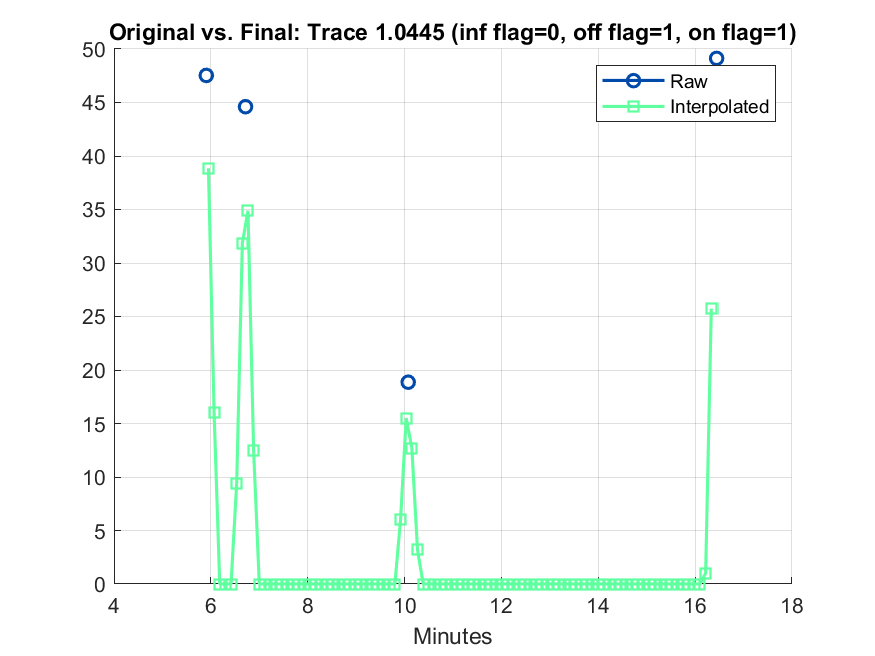 Original vs. Final: Trace 1.0445 (inf flag=0, off flag=1, on flag=1)
50
45
40
35
30
25
20
15
10
5
0
Raw
Interpolated
4 6 8 10 12 14 16 18
Minutes